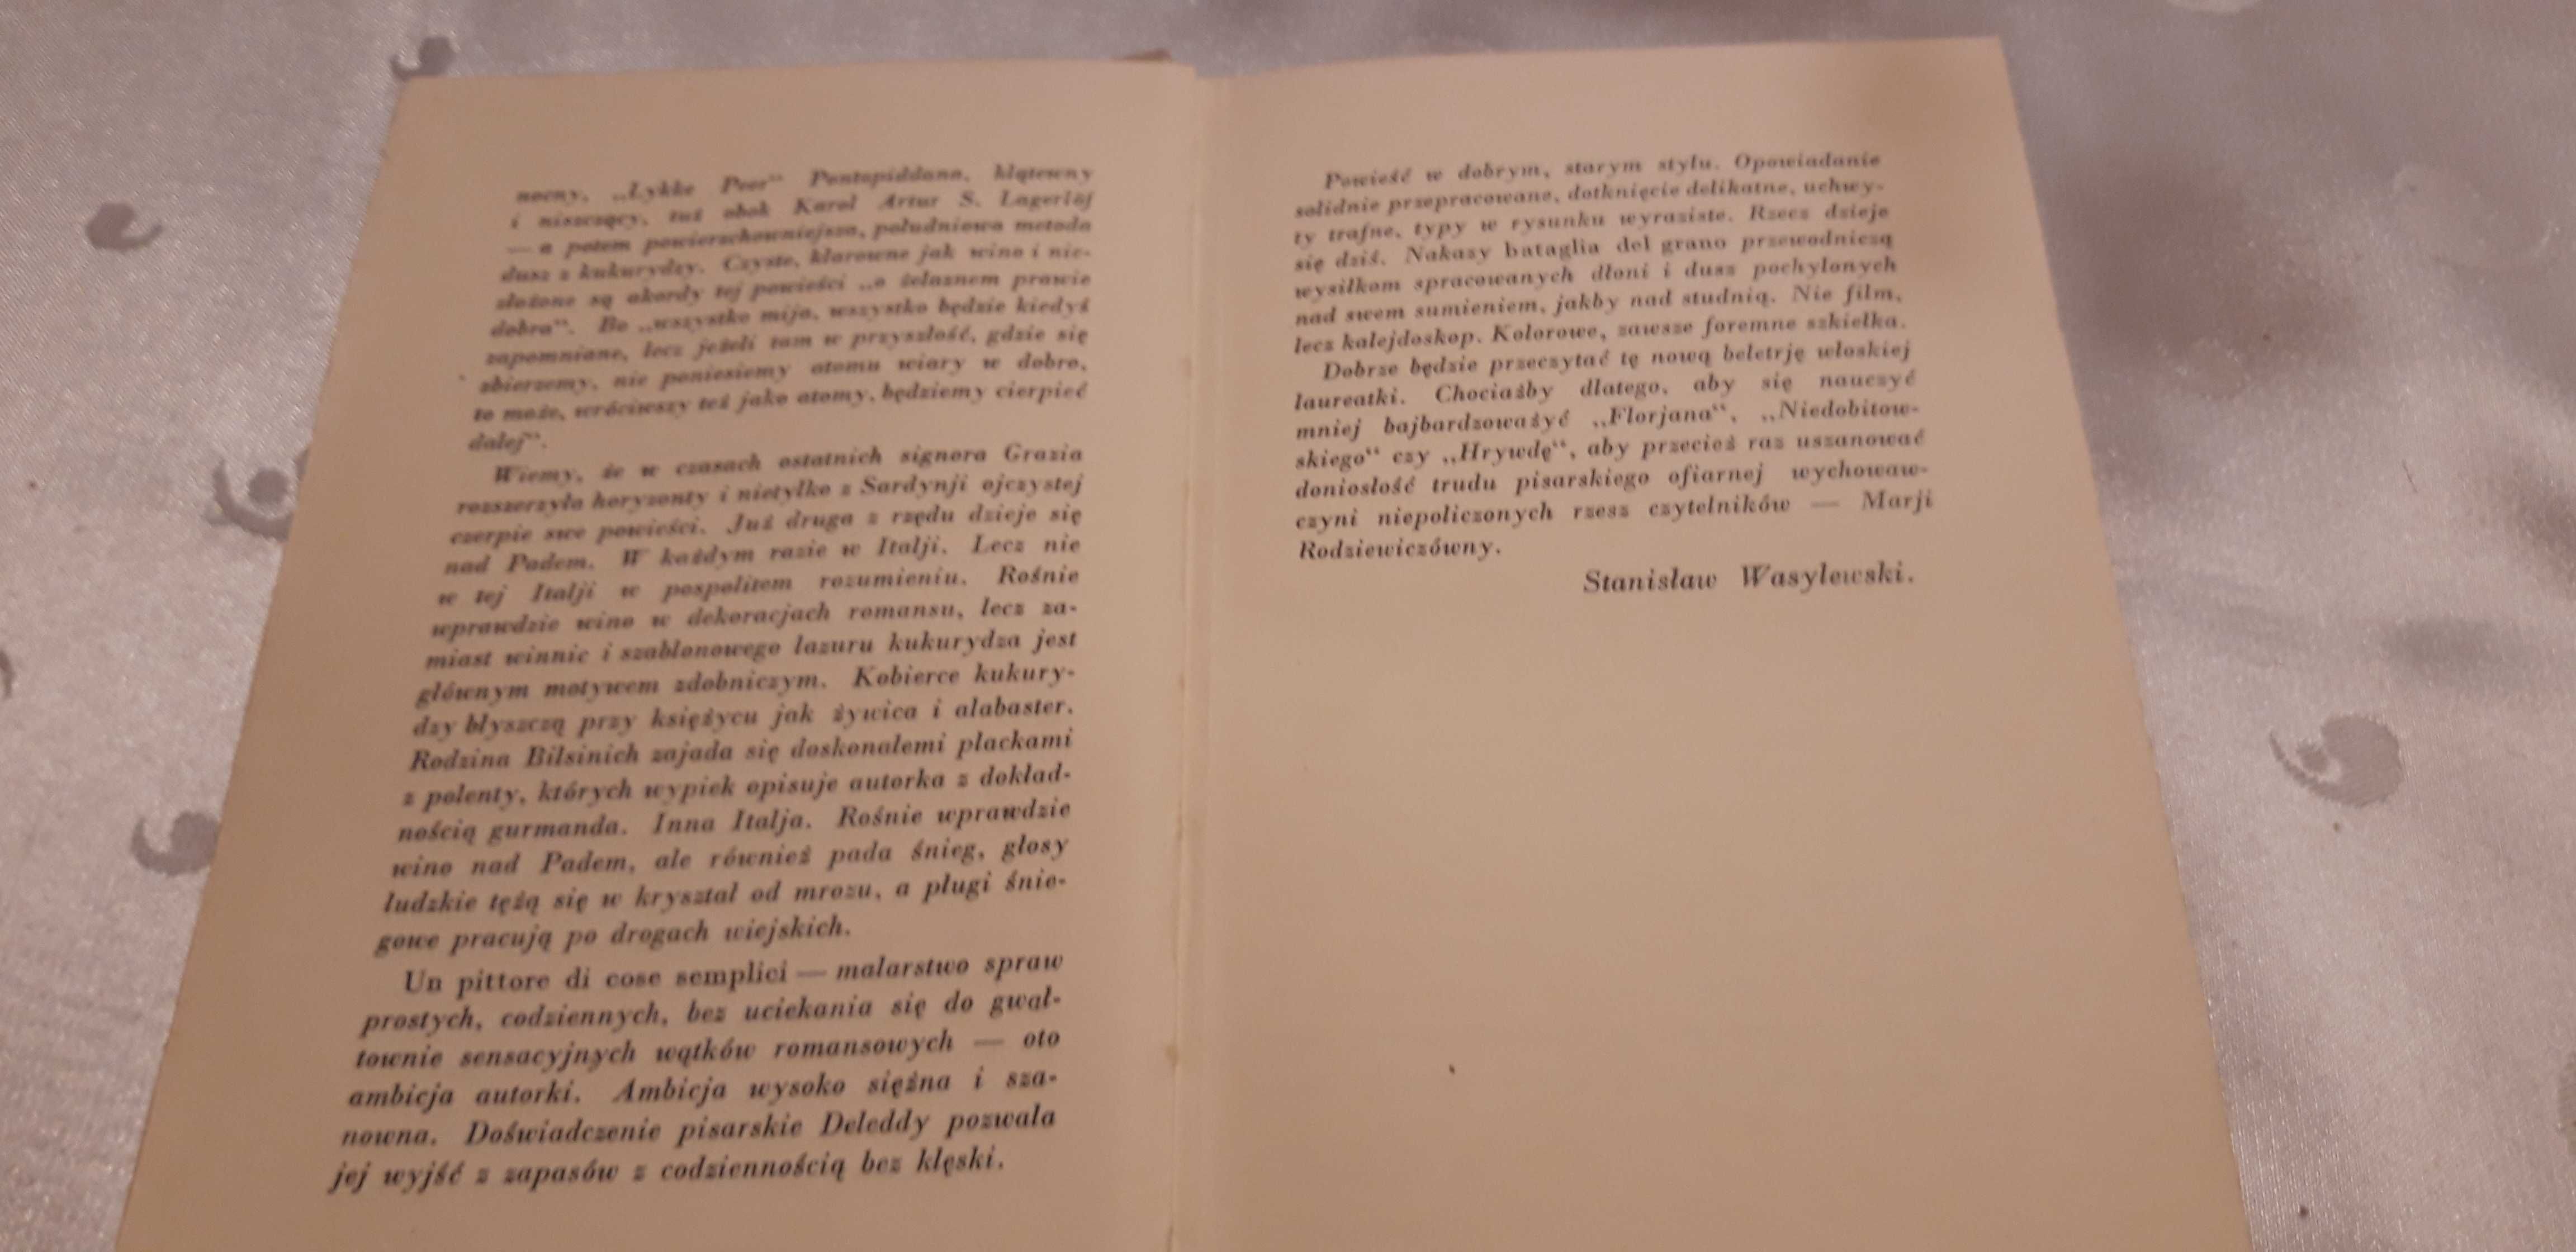 nocny, „Lykke Peer“ Pontopiddana, klątewny
i niszczący, tuż obok Karol Artur S. Lagerlöf
— a potem powierzchowniejsza, południowa metoda
dusz z kukurydzy. Czyste, klarowne jak wino i nie-
złożone są akordy tej powieści „o żelaznem prawie
dobra“. Bo „wszystko mija, wszystko będzie kiedyś
zapomniane, lecz jeżeli tam w przyszłość, gdzie się
zbierzemy, nie poniesiemy atomu wiary w dobro,
to może, wróciwszy też jako atomy, będziemy cierpieć
dalej“.
Wiemy, że w czasach ostatnich signora Grazia
rozszerzyła horyzonty i nietylko z Sardynji ojczystej
czerpie swe powieści. Już druga z rzędu dzieje się
nad Padem. W każdym razie w Italji. Lecz nie
w tej Italji w pospolitem rozumieniu. Rośnie
wprawdzie wino w dekoracjach romansu, lecz za-
miast winnic i szablonowego lazuru kukurydza jest
głównym motywem zdobniczym. Kobierce kukury-
dzy błyszczą przy księżycu jak żywica i alabaster.
Rodzina Bilsinich zajada się doskonałemi plackami
z polenty, których wypiek opisuje autorka z dokład-
nością gurmanda. Inna Italja. Rośnie wprawdzie
wino nad Padem, ale również pada śnieg, głosy
ludzkie tężą się w kryształ od mrozu, a pługi śnie-
gowe pracują po drogach wiejskich.
Un pittore di cose semplici — malarstwo spraw
prostych, codziennych, bez uciekania się do gwał-
townie sensacyjnych wątków romansowych — oto
ambicja autorki. Ambicja wysoko siężna i sza-
nowna. Doświadczenie pisarskie Deleddy pozwala
jej wyjść z zapasów z codziennością bez klęski.
Powieść w dobrym, starym stylu. Opowiadanie
solidnie przepracowane, dotknięcie delikatne, uchwy-
ty trafne, typy w rysunku wyraziste. Rzecz dzieje
się dziś. Nakazy bataglia del grano przewodniczą
wysiłkom spracowanych dłoni i dusz pochylonych
nad swem sumieniem, jakby nad studnią. Nie film,
lecz kalejdoskop. Kolorowe, zawsze foremne szkiełka.
Dobrze będzie przeczytać tę nową beletrję włoskiej
laureatki. Chociażby dlatego, aby się nauczyć
mniej bajbardzoważyć „Florjana“, „Niedobitow-
skiego“ czy „Hrywdę“, aby przecież raz uszanować
doniosłość trudu pisarskiego ofiarnej wychowaw-
czyni niepoliczonych rzesz czytelników — Marji
Rodziewiczówny.
Stanisław Wasylewski.